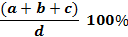 (a + b + c)
d
100%